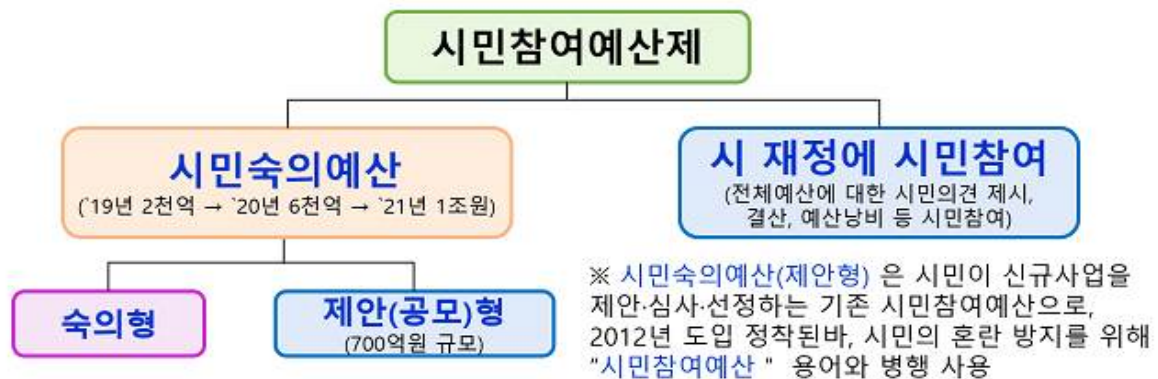 시민참여예산제
시민숙의예산
(`19년 2천억 → `20년 6천억 → `21년 1조원)
시 재정에 시민참여
(전체예산에 대한 시민의견 제시,
결산, 예산낭비 등 시민참여)
숙의형
제안(공모)형
(700억원 규모)
※ 시민숙의예산(제안형) 은 시민이 신규사업을
제안·심사·선정하는 기존 시민참여예산으로,
2012년 도입 정착된바, 시민의 혼란 방지를 위해
"시민참여예산 " 용어와 병행 사용